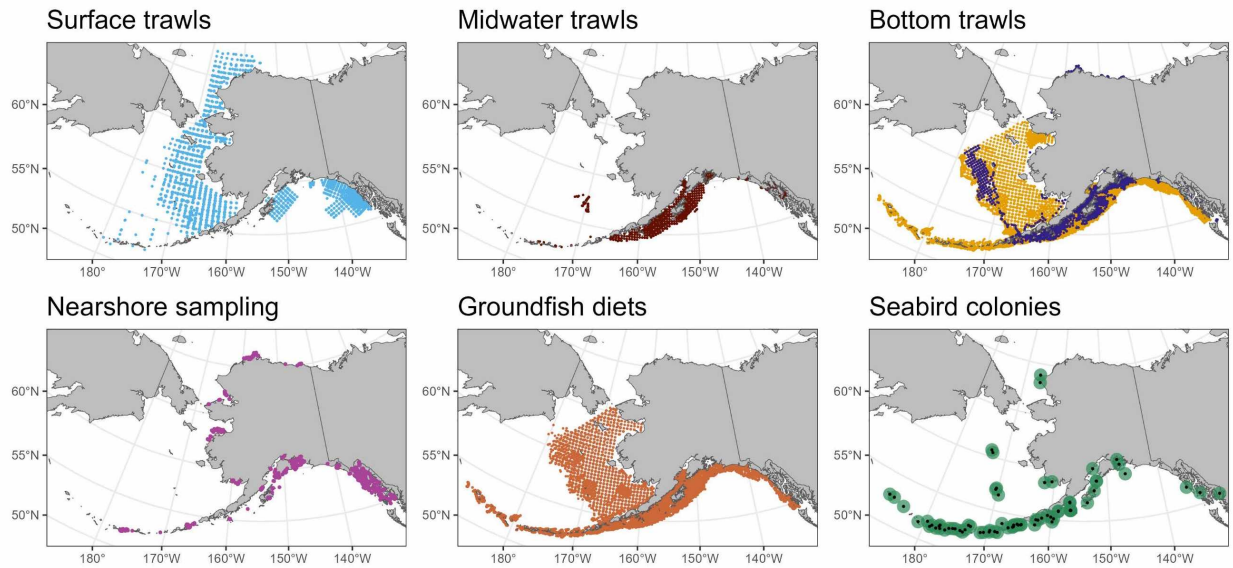 Surface trawls
Midwater trawls
Bottom trawls
60°N
55°N
50°N
180°
170°W
160°W
150°W
140°W
60°N
55°N
50°N
180°
170°W
160°W
150°W
140°W
60°N
55°N
50°N
180°
170°W
160°W
150°W
140°W
Nearshore sampling
Groundfish diets
Seabird colonies
60°N
55°N
50°N
180°
170°W
160°W
150°W
140°W
60°N
55°N
50°N
180°
170°W
160°W
150°W
140°W
60°N
55°N
50°N
180°
170°W
160°W
150°W
140°W